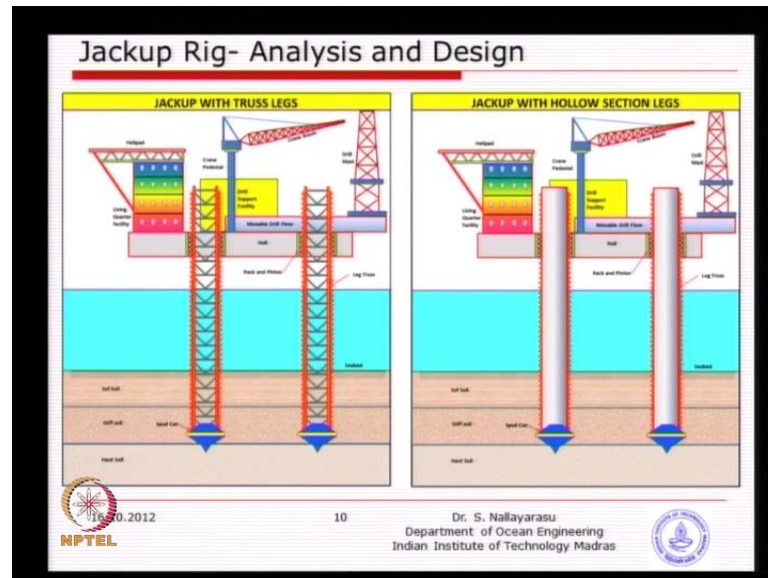 Jackup Rig- Analysis and Design
JACKUP WITH TRUSS LEGS
Helipad
Crane Boom
Crane Pedestal
Drill Mast
Drill Support Facility
Living Quarter Facility
Movable Drill Floor
Hull
Rack and Pinion
Leg Truss
Seabed
Soft Soil
Stiff soil
Spud Can
Hard Soil
JACKUP WITH HOLLOW SECTION LEGS
Helipad
Crane Boom
Crane Pedestal
Drill Mast
Drill Support Facility
Living Quarter Facility
Movable Drill Floor
Hull
Rack and Pinion
Leg Truss
Seabed
Soft Soil
Stiff soil
Spud Can
Hard Soil
16.10.2012
10
Dr. S. Nallayarasu
Department of Ocean Engineering
Indian Institute of Technology Madras
NPTEL